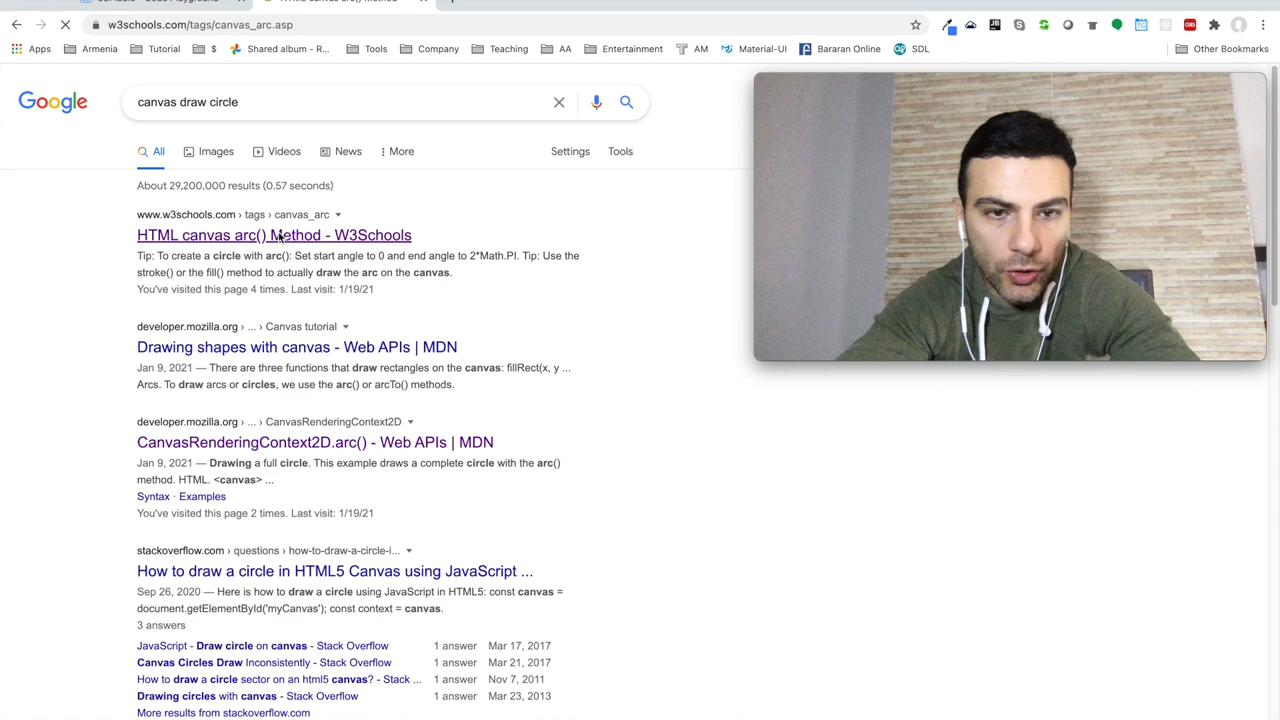 w3schools.com/tags/canvas_arc.asp
Apps Armenia Tutorial $ Shared album - R... Tools Company Teaching AA Entertainment AM Material-UI Bararan Online SDL Other Bookmarks
Google canvas draw circle
All Images Videos News More Settings Tools
About 29,200,000 results (0.57 seconds)
www.w3schools.com › tags › canvas_arc
HTML canvas arc() Method - W3Schools
Tip: To create a circle with arc(): Set start angle to 0 and end angle to 2*Math.PI. Tip: Use the
stroke() or the fill() method to actually draw the arc on the canvas.
You've visited this page 4 times. Last visit: 1/19/21
developer.mozilla.org › ... › Canvas tutorial
Drawing shapes with canvas - Web APIs | MDN
Jan 9, 2021 — There are three functions that draw rectangles on the canvas: fillRect(x, y ...
Arcs. To draw arcs or circles, we use the arc() or arcTo() methods.
developer.mozilla.org › ... › CanvasRenderingContext2D
CanvasRenderingContext2D.arc() - Web APIs | MDN
Jan 9, 2021 — Drawing a full circle. This example draws a complete circle with the arc()
method. HTML. <canvas> ...
Syntax · Examples
You've visited this page 2 times. Last visit: 1/19/21
stackoverflow.com › questions › how-to-draw-a-circle-i...
How to draw a circle in HTML5 Canvas using JavaScript ...
Sep 26, 2020 — Here is how to draw a circle using JavaScript in HTML5: const canvas =
document.getElementById('myCanvas'); const context = canvas.
3 answers
JavaScript - Draw circle on canvas - Stack Overflow 1 answer Mar 17, 2017
Canvas Circles Draw Inconsistently - Stack Overflow 1 answer Mar 21, 2017
How to draw a circle sector on an html5 canvas? - Stack ... 1 answer Nov 7, 2011
Drawing circles with canvas - Stack Overflow 1 answer Mar 23, 2013
More results from stackoverflow.com